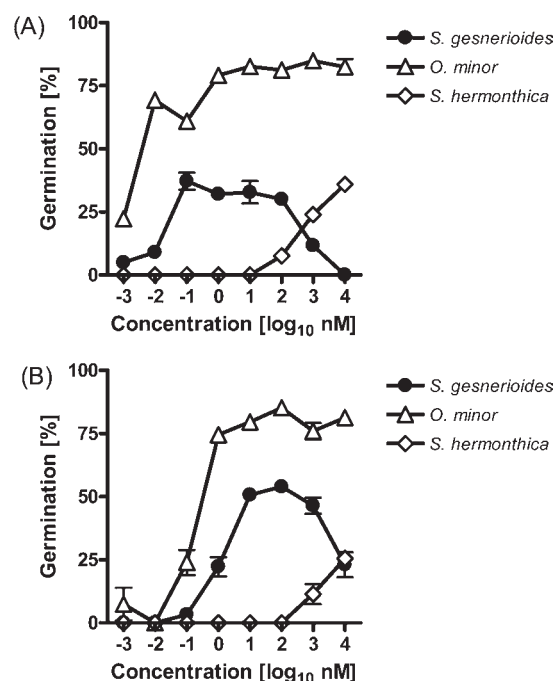 (A)
100
75
50
25
0
Germination [%]
-3 -2 -1 0 1 2 3 4
Concentration [log10 nM]
S. gesnerioides
O. minor
S. hermonthica
(B)
100
75
50
25
0
Germination [%]
-3 -2 -1 0 1 2 3 4
Concentration [log10 nM]
S. gesnerioides
O. minor
S. hermonthica